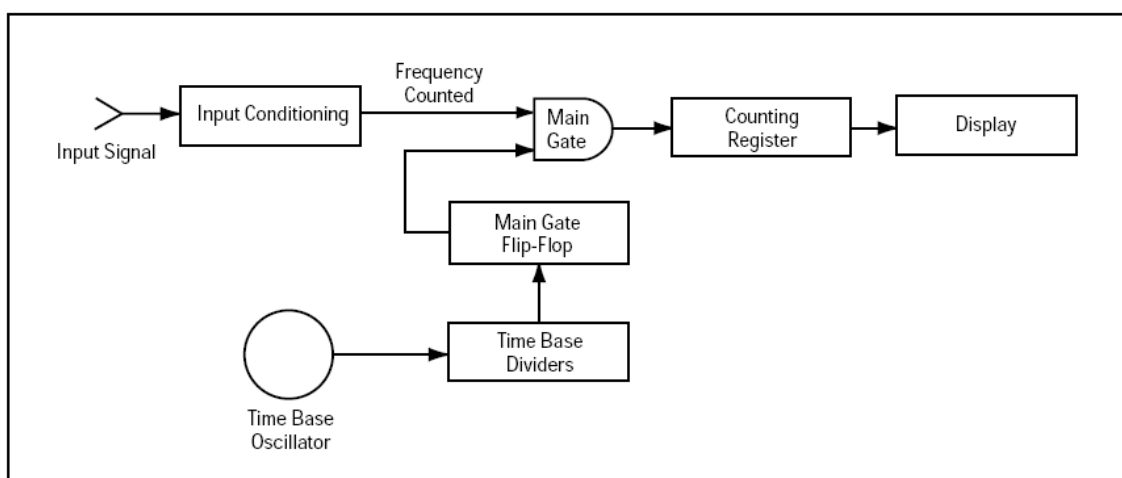 Input Signal
Input Conditioning
Frequency
Counted
Main
Gate
Counting
Register
Display
Main Gate
Flip-Flop
Time Base
Dividers
Time Base
Oscillator